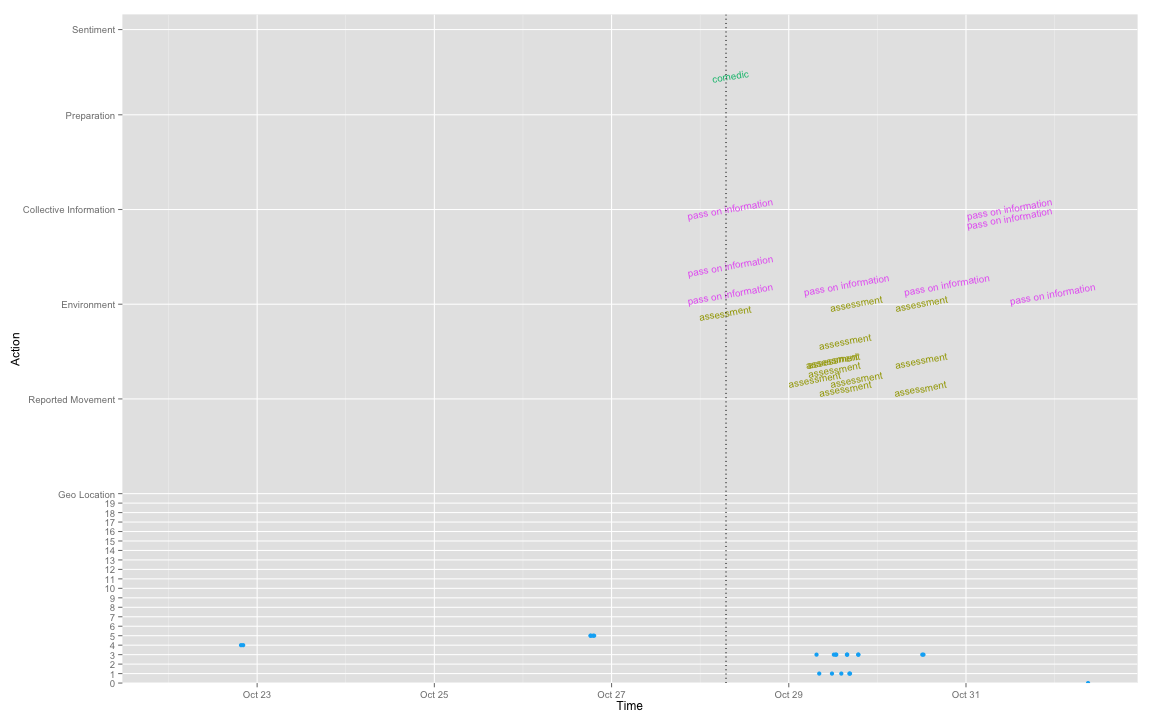 Sentiment
comedic
Preparation
Collective Information
pass on information
pass on information
pass on information
pass on information
pass on information
pass on information
Environment
pass on information
pass on information
assessment
assessment
assessment
Action
assessment
assessment
assessment
assessment
assessment
assessment
assessment
assessment
assessment
Reported Movement
Geo Location
19
18
17
16
15
14
13
12
11
10
9
8
7
6
5
4
3
2
1
0
Oct 23
Oct 25
Oct 27
Oct 29
Oct 31
Time